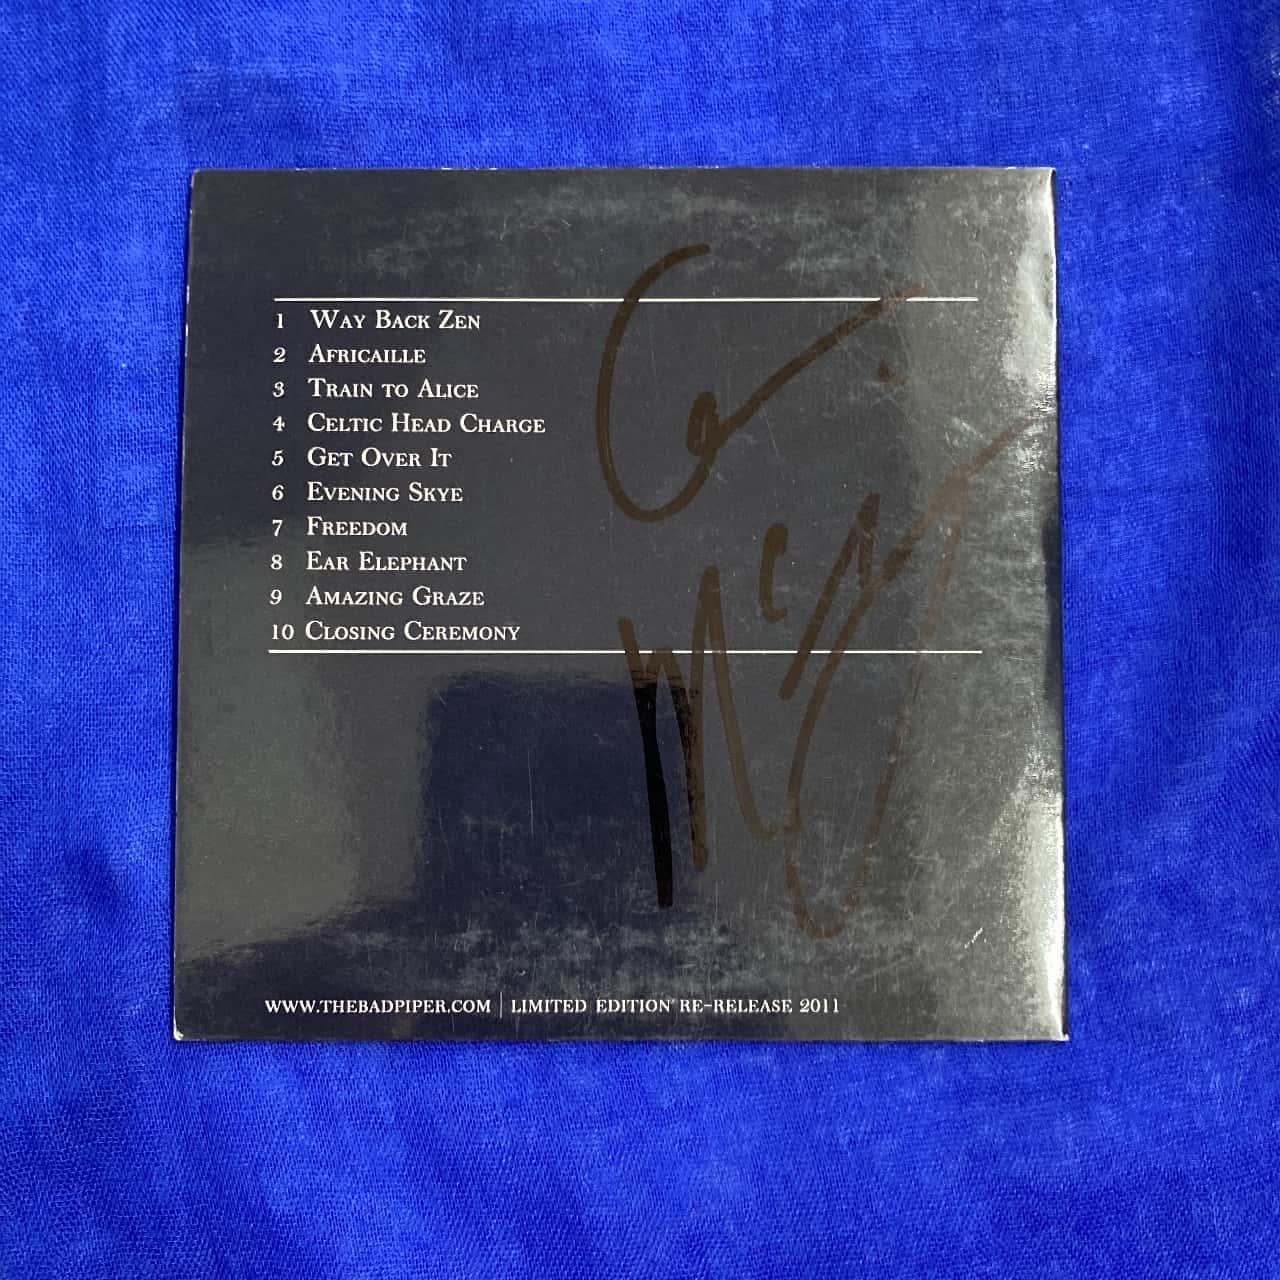 1 Way Back Zen
2 Africaille
3 Train to Alice
4 Celtic Head Charge
5 Get Over It
6 Evening Skye
7 Freedom
8 Ear Elephant
9 Amazing Graze
10 Closing Ceremony
www.thebadpiper.com | Limited Edition Re-Release 2011